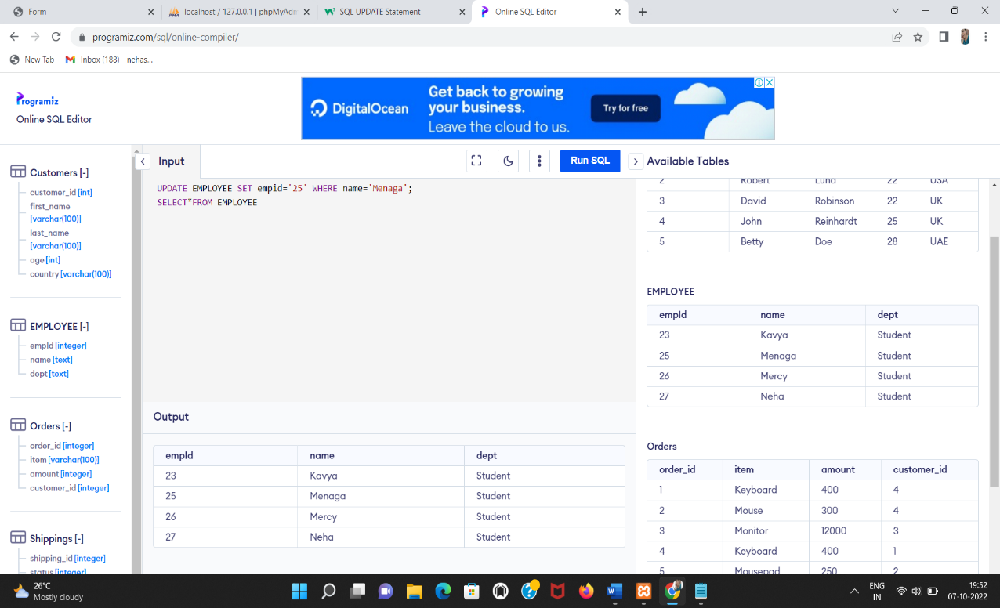 Form
localhost / 127.0.0.1 | phpMyAdm
SQL UPDATE Statement
Online SQL Editor
programiz.com/sql/online-compiler/
New Tab
Inbox (188) - nehas...
Programiz
Online SQL Editor
DigitalOcean
Get back to growing
your business.
Leave the cloud to us.
Try for free
Customers [-]
customer_id [int]
first_name
[varchar(100)]
last_name
[varchar(100)]
age [int]
country [varchar(100)]
EMPLOYEE [-]
empId [integer]
name [text]
dept [text]
Orders [-]
order_id [integer]
item [varchar(100)]
amount [integer]
customer_id [integer]
Shippings [-]
shipping_id [integer]
status [integer]
Input
Run SQL
UPDATE EMPLOYEE SET empid='25' WHERE name='Menaga';
SELECT*FROM EMPLOYEE
Output
empId name dept
23 Kavya Student
25 Menaga Student
26 Mercy Student
27 Neha Student
Available Tables
2 Robert Luna 22 USA
3 David Robinson 22 UK
4 John Reinhardt 25 UK
5 Betty Doe 28 UAE
EMPLOYEE
empId name dept
23 Kavya Student
25 Menaga Student
26 Mercy Student
27 Neha Student
Orders
order_id item amount customer_id
1 Keyboard 400 4
2 Mouse 300 4
3 Monitor 12000 3
4 Keyboard 400 1
5 Mousepad 250 2
26°C
Mostly cloudy
ENG
IN
19:52
07-10-2022